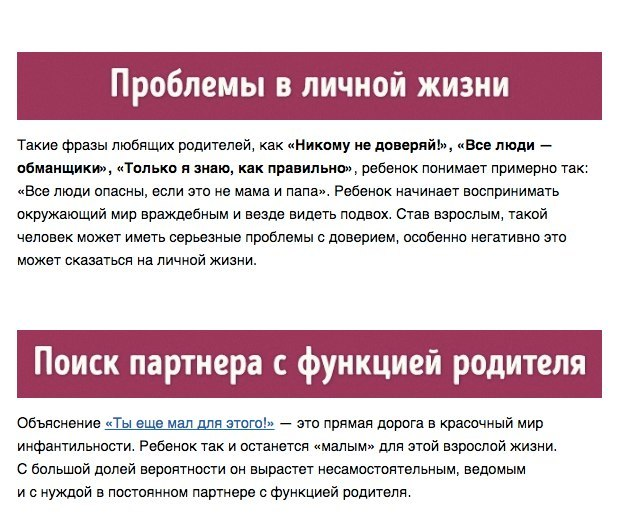 Проблемы в личной жизни
Такие фразы любящих родителей, как «Никому не доверяй!», «Все люди —
обманщики», «Только я знаю, как правильно», ребенок понимает примерно так:
«Все люди опасны, если это не мама и папа». Ребенок начинает воспринимать
окружающий мир враждебным и везде видеть подвох. Став взрослым, такой
человек может иметь серьезные проблемы с доверием, особенно негативно это
может сказаться на личной жизни.
Поиск партнера с функцией родителя
Объяснение «Ты еще мал для этого!» — это прямая дорога в красочный мир
инфантильности. Ребенок так и останется «малым» для этой взрослой жизни.
С большой долей вероятности он вырастет несамостоятельным, ведомым
и с нуждой в постоянном партнере с функцией родителя.